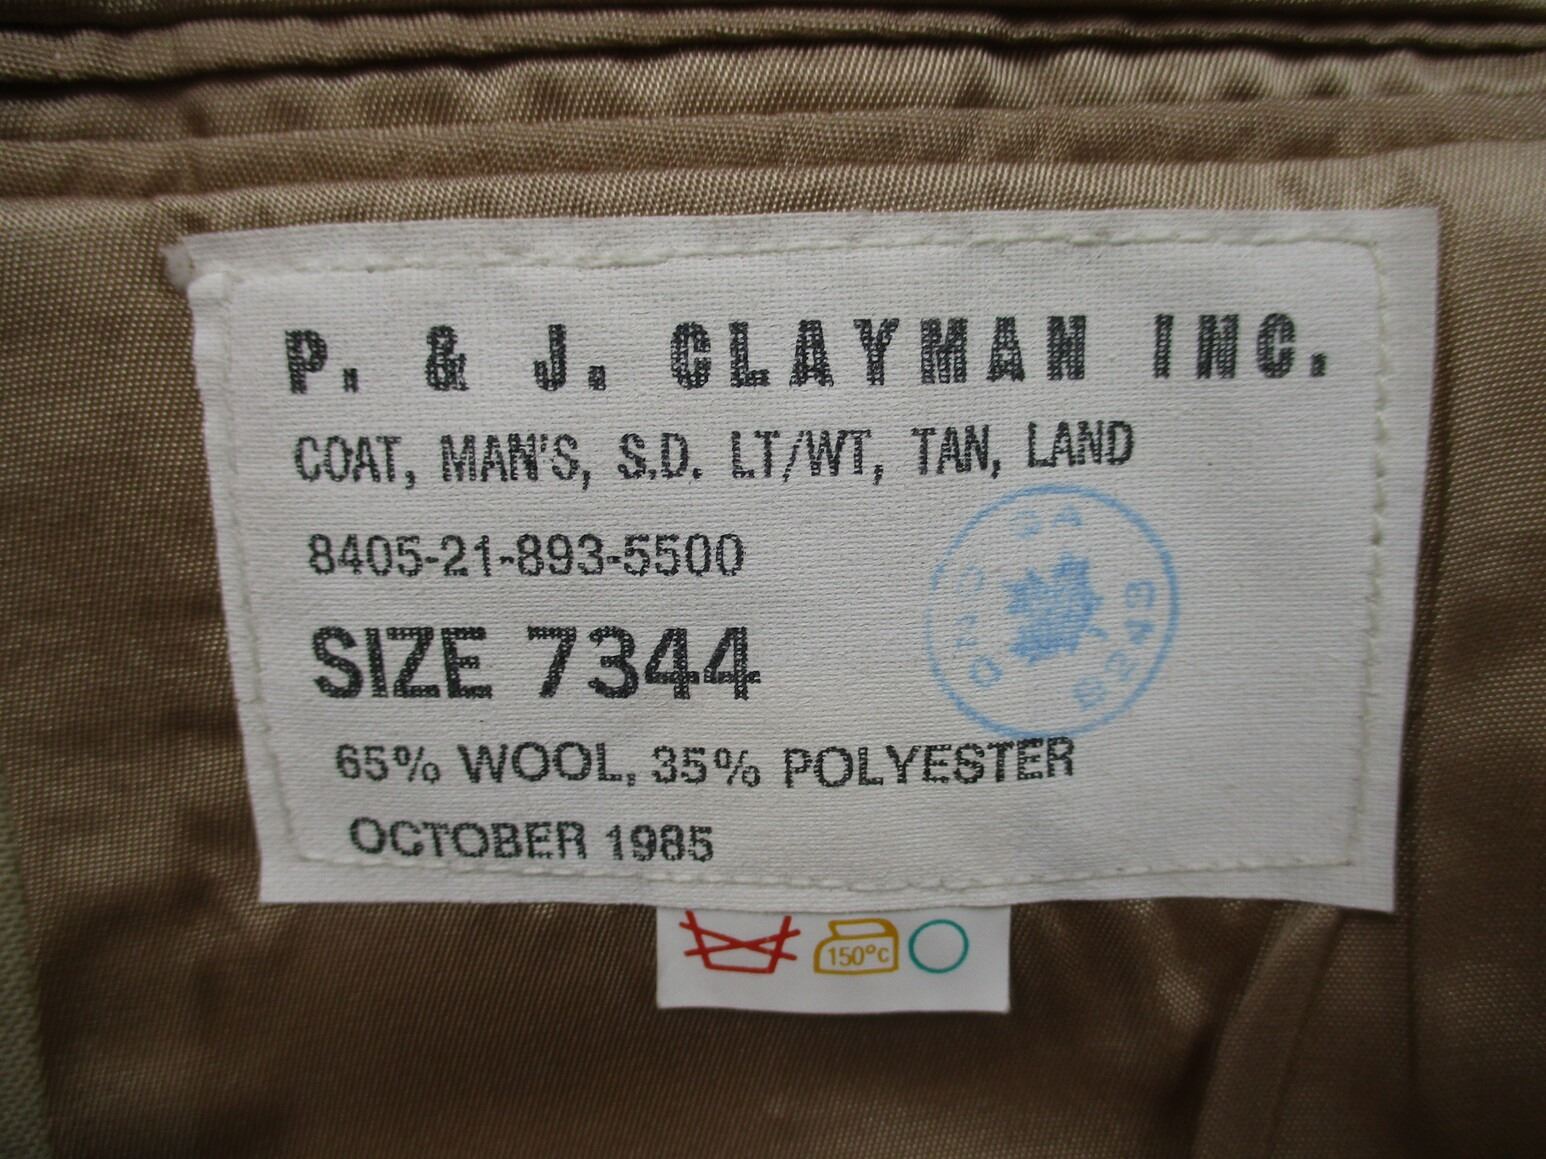 P. & J. CLAYMAN INC.
COAT, MAN'S, S.D. LT/WT, TAN, LAND
8405-21-893-5500
SIZE 7344
65% WOOL, 35% POLYESTER
OCTOBER 1985
150°C